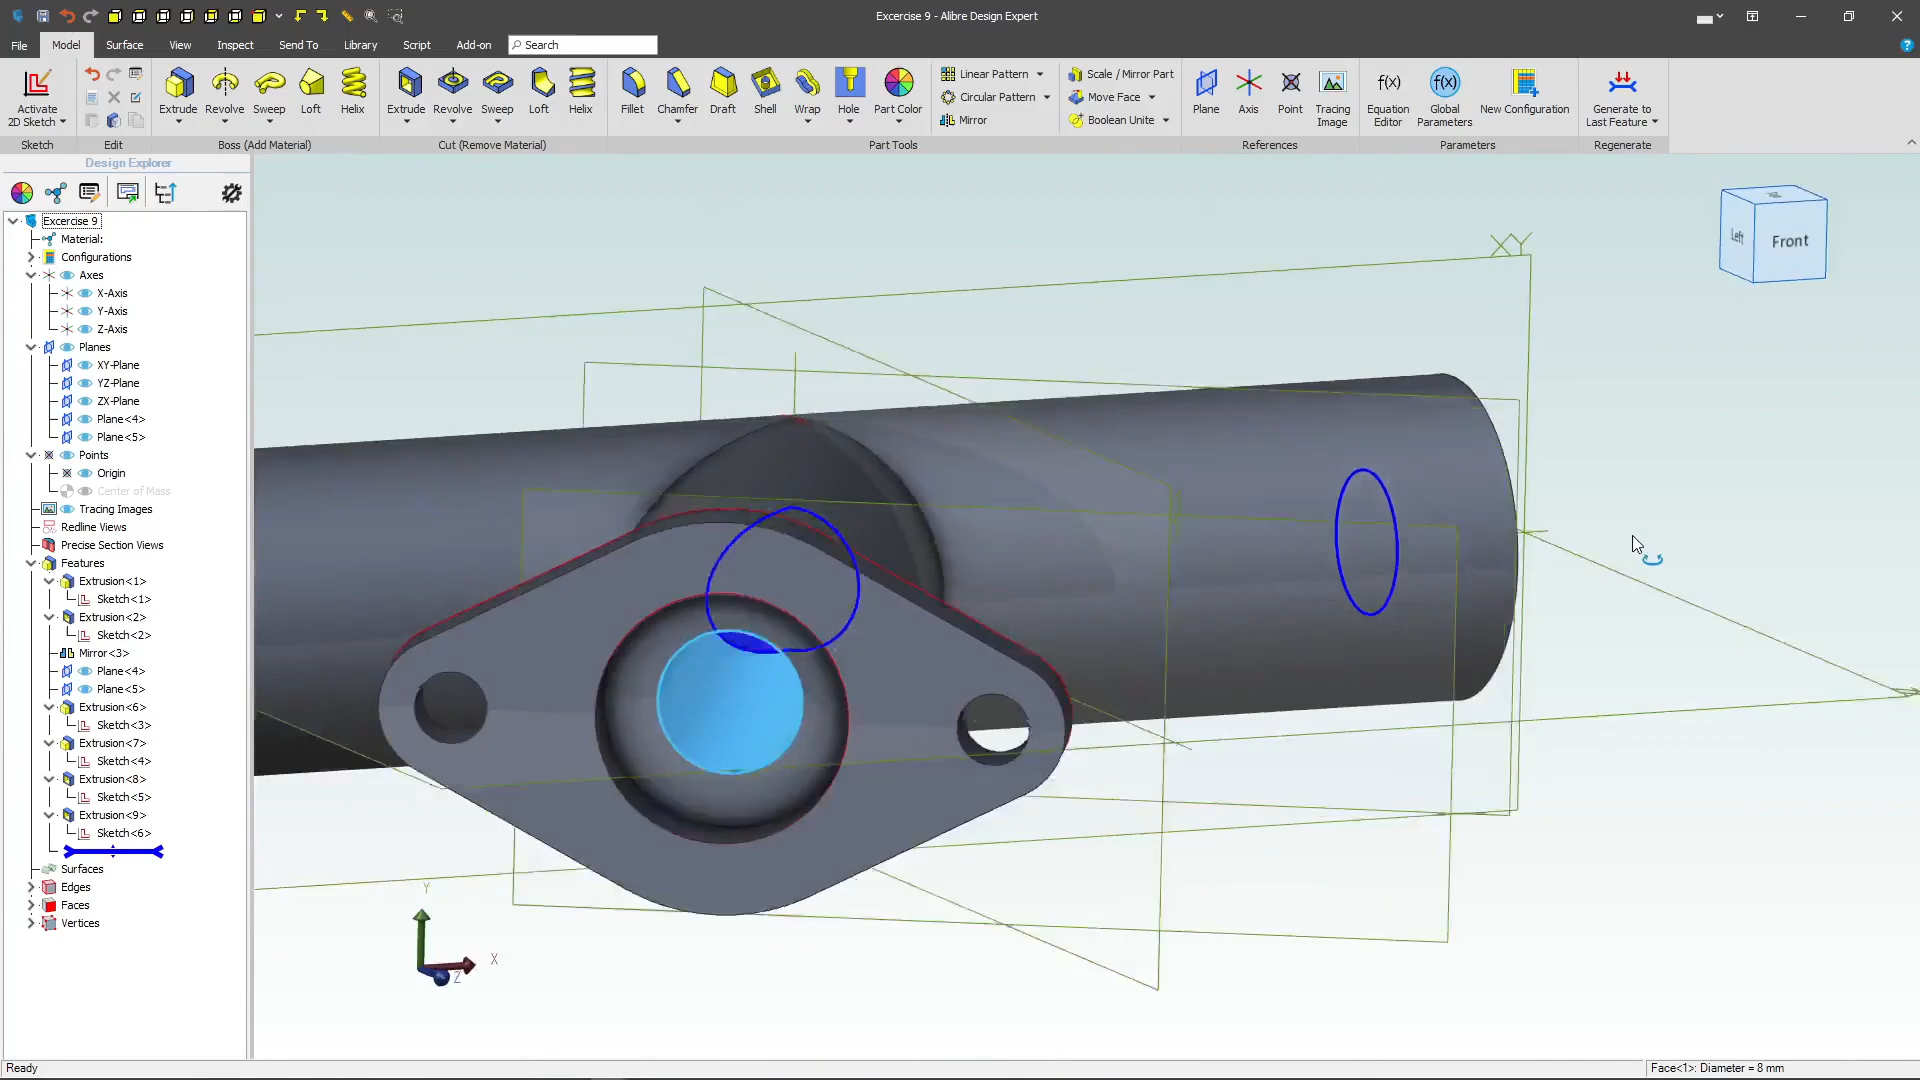 Excercise 9 - Alibre Design Expert
File Model Surface View Inspect Send To Library Script Add-on Search
Activate
2D Sketch
Extrude Revolve Sweep Loft Helix
Extrude Revolve Sweep Loft Helix
Fillet Chamfer Draft Shell Wrap Hole Part Color
Linear Pattern
Circular Pattern
Mirror
Scale / Mirror Part
Move Face
Boolean Unite
Plane Axis Point Tracing
Image
f(x) f(x)
Equation
Editor
Global
Parameters
New Configuration
Generate to
Last Feature
Sketch Edit Boss (Add Material) Cut (Remove Material) Part Tools References Parameters Regenerate
Design Explorer
Excercise 9
Material:
Configurations
Axes
X-Axis
Y-Axis
Z-Axis
Planes
XY-Plane
YZ-Plane
ZX-Plane
Plane<4>
Plane<5>
Points
Origin
Center of Mass
Tracing Images
Redline Views
Precise Section Views
Features
Extrusion<1>
Sketch<1>
Extrusion<2>
Sketch<2>
Mirror<3>
Plane<4>
Plane<5>
Extrusion<6>
Sketch<3>
Extrusion<7>
Sketch<4>
Extrusion<8>
Sketch<5>
Extrusion<9>
Sketch<6>
Surfaces
Edges
Faces
Vertices
XY
Left
Front
Y
X
Z
Ready
Face<1>: Diameter = 8 mm